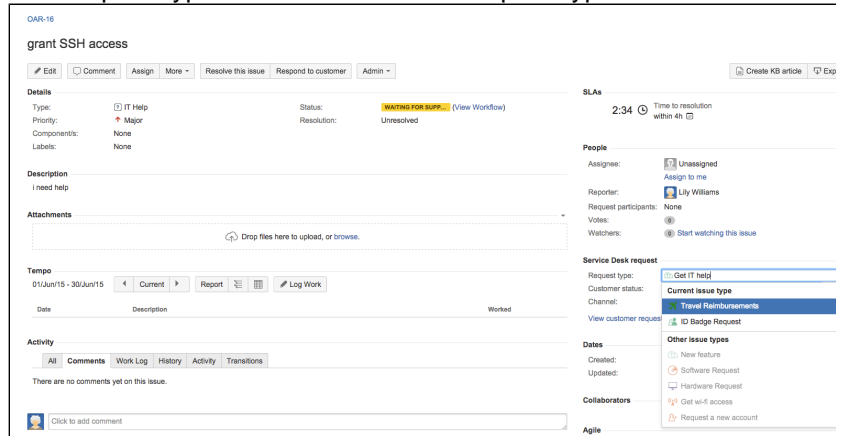 OAR-16
grant SSH access
Edit Comment Assign More Resolve this issue Respond to customer Admin Create KB article Exp
Details
Type: IT Help Status: WAITING FOR SUPP... (View Workflow)
Priority: Major Resolution: Unresolved
Component/s: None
Labels: None
Description
i need help
Attachments
Drop files here to upload, or browse.
Tempo
01/Jun/15 - 30/Jun/15 Current Report Log Work
Date Description Worked
Activity
All Comments Work Log History Activity Transitions
There are no comments yet on this issue.
Click to add comment
SLAs
2:34 Time to resolution
within 4h
People
Assignee: Unassigned
Assign to me
Reporter: Lily Williams
Request participants: None
Votes: 0
Watchers: 0 Start watching this issue
Service Desk request
Request type: Get IT help
Customer status:
Channel:
View customer reques
Current issue type
Travel Reimbursements
ID Badge Request
Other issue types
New feature
Software Request
Hardware Request
Get wi-fi access
Request a new account
Dates
Created:
Updated:
Collaborators
Agile